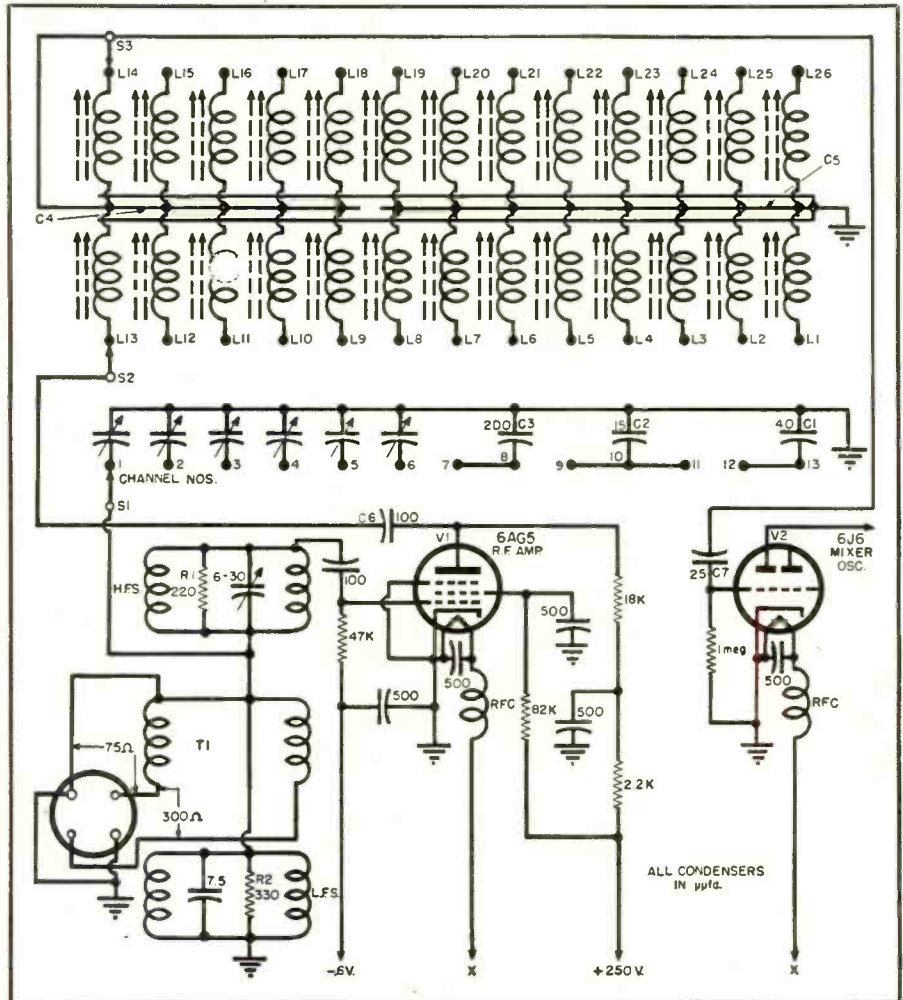 S3
L14 L15 L16 L17 L18 L19 L20 L21 L22 L23 L24 L25 L26
C5
C4
L13 L12 L11 L10 L9 L8 L7 L6 L5 L4 L3 L2 L1
S2
200 C3 15 C2 40 C1
1 2 3 4 5 6 7 8 9 10 11 12 13
CHANNEL NOS.
S1
C6 100 V1 6AG5
R.F. AMP.
V2 6J6
MIXER
OSC.
H.F.S. R1
220
6-30
100
25 C7
18K
47K
500
1 meg
500
500
500
RFC
82K
500
RFC
75Ω
T1
2.2K
300Ω
7.5
R2
330
L.F.S.
ALL CONDENSERS
IN µµfd.
-.6V. X +250 V. X